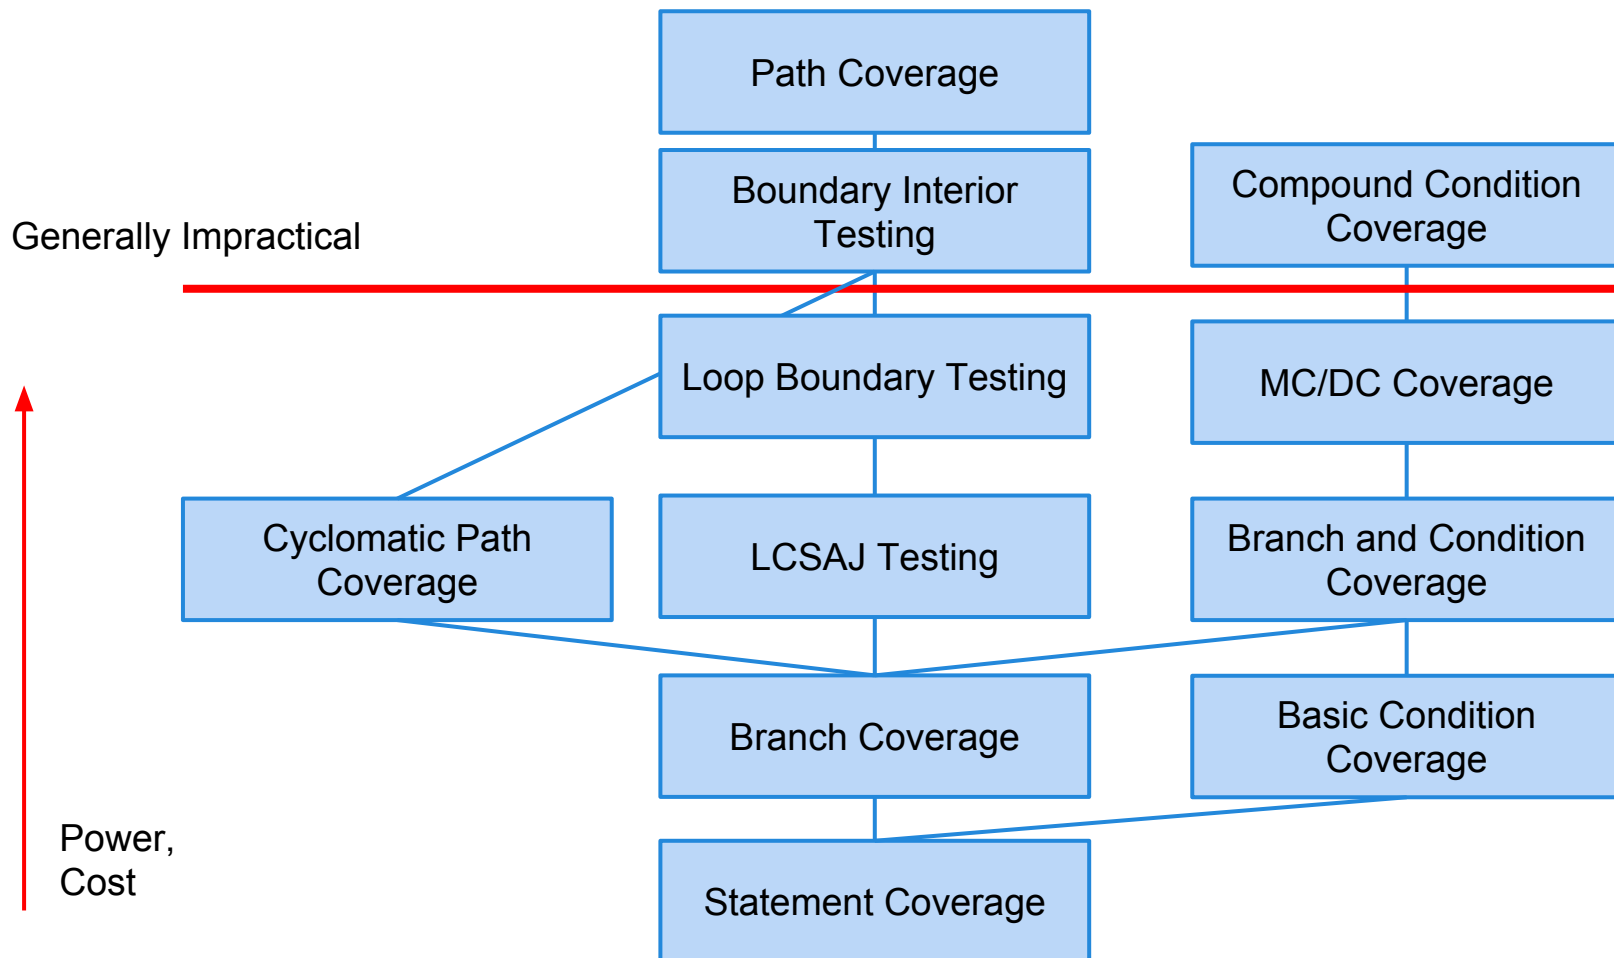 Path Coverage
Boundary Interior
Testing
Compound Condition
Coverage
Generally Impractical
Loop Boundary Testing
MC/DC Coverage
Cyclomatic Path
Coverage
LCSAJ Testing
Branch and Condition
Coverage
Branch Coverage
Basic Condition
Coverage
Power,
Cost
Statement Coverage